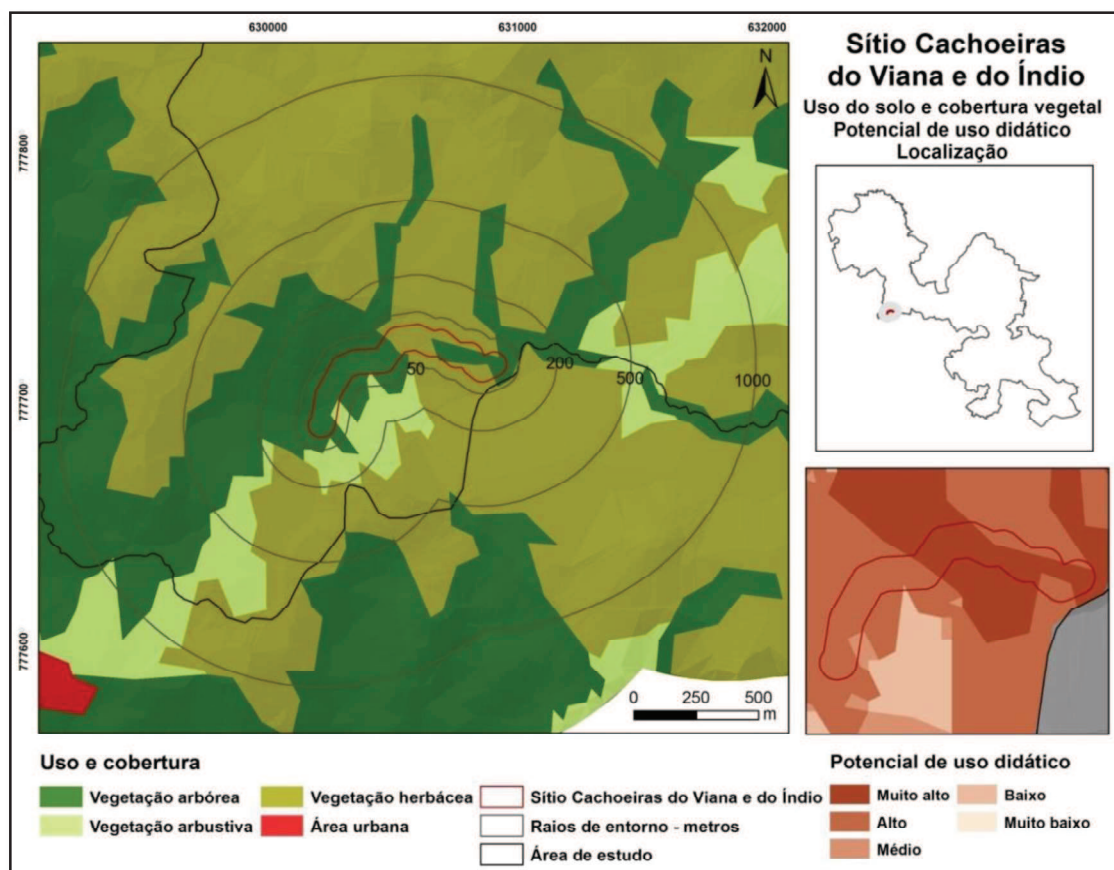 630000
631000
632000
777800
777700
777600
N
50
200
500
1000
0 250 500
m
Sítio Cachoeiras
do Viana e do Índio
Uso do solo e cobertura vegetal
Potencial de uso didático
Localização
Uso e cobertura
Vegetação arbórea
Vegetação arbustiva
Vegetação herbácea
Área urbana
Sítio Cachoeiras do Viana e do Índio
Raios de entorno - metros
Área de estudo
Potencial de uso didático
Muito alto
Alto
Médio
Baixo
Muito baixo